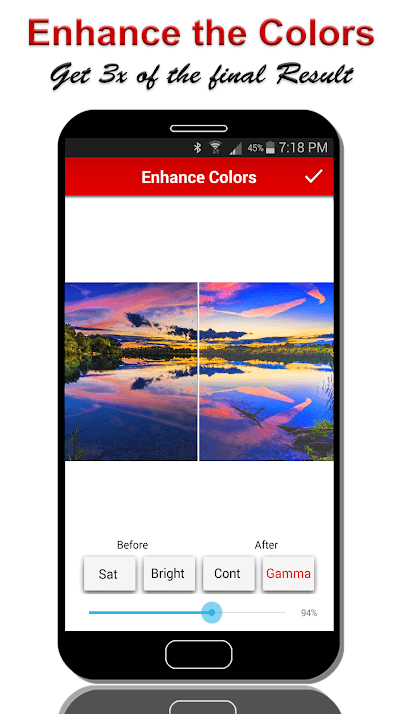 Enhance the Colors
Get 3x of the final Result
45% 7:18 PM
Enhance Colors
Before After
Sat Bright Cont Gamma
94%